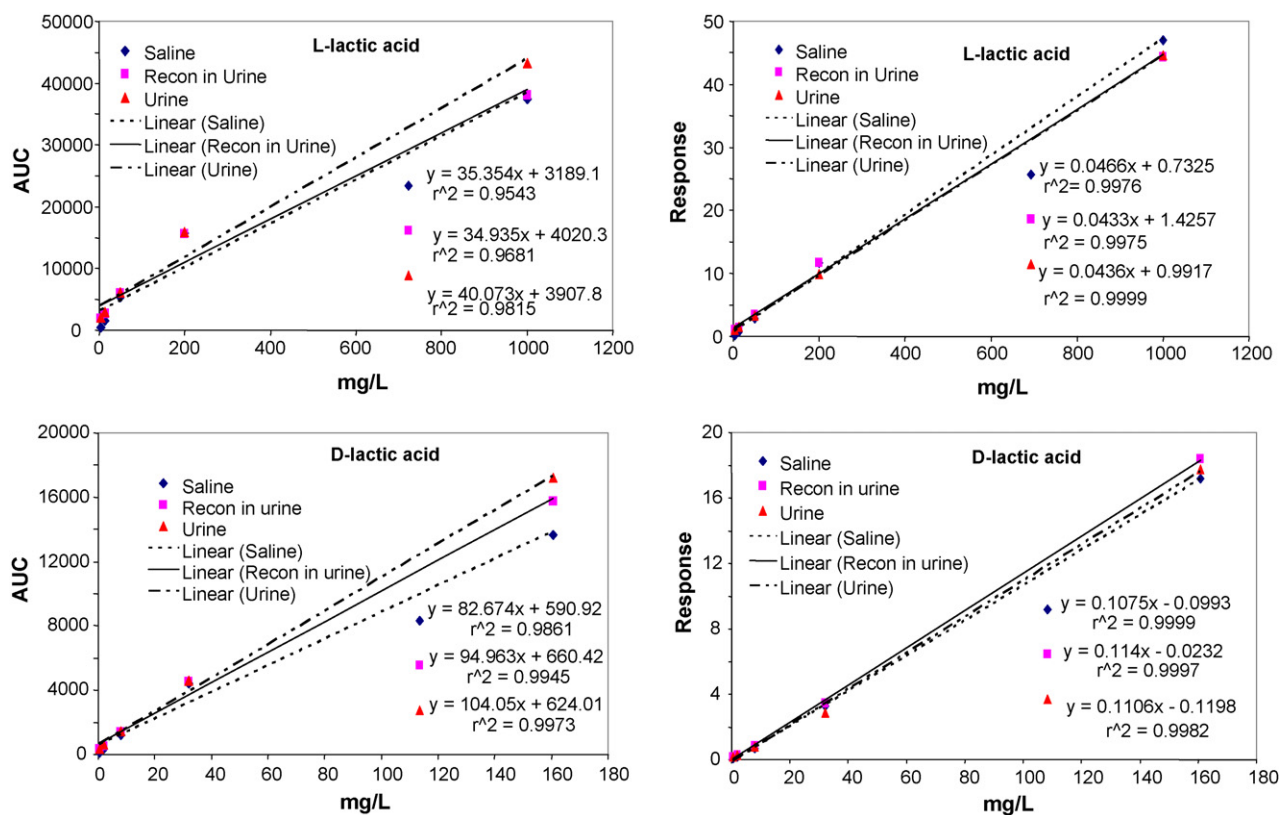 L-lactic acid
AUC
50000
40000
30000
20000
10000
0
Saline
Recon in Urine
Urine
Linear (Saline)
Linear (Recon in Urine)
Linear (Urine)
y = 35.354x + 3189.1
r^2 = 0.9543
y = 34.935x + 4020.3
r^2 = 0.9681
y = 40.073x + 3907.8
r^2 = 0.9815
0 200 400 600 800 1000 1200
mg/L
L-lactic acid
Response
50
40
30
20
10
0
Saline
Recon in Urine
Urine
Linear (Saline)
Linear (Recon in Urine)
Linear (Urine)
y = 0.0466x + 0.7325
r^2= 0.9976
y = 0.0433x + 1.4257
r^2 = 0.9975
y = 0.0436x + 0.9917
r^2 = 0.9999
0 200 400 600 800 1000 1200
mg/L
D-lactic acid
AUC
20000
16000
12000
8000
4000
0
Saline
Recon in urine
Urine
Linear (Saline)
Linear (Recon in urine)
Linear (Urine)
y = 82.674x + 590.92
r^2 = 0.9861
y = 94.963x + 660.42
r^2 = 0.9945
y = 104.05x + 624.01
r^2 = 0.9973
0 20 40 60 80 100 120 140 160 180
mg/L
D-lactic acid
Response
20
16
12
8
4
0
Saline
Recon in urine
Urine
Linear (Saline)
Linear (Recon in urine)
Linear (Urine)
y = 0.1075x - 0.0993
r^2 = 0.9999
y = 0.114x - 0.0232
r^2 = 0.9997
y = 0.1106x - 0.1198
r^2 = 0.9982
0 20 40 60 80 100 120 140 160 180
mg/L